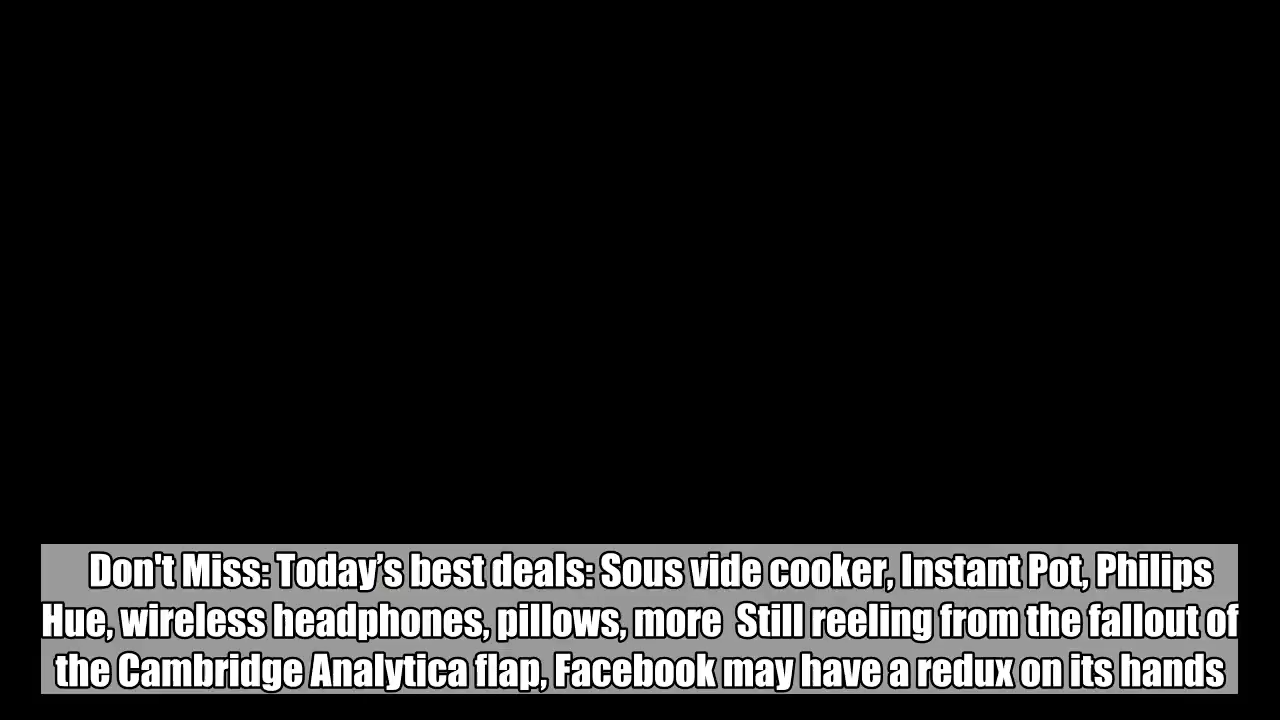 Don't Miss: Today’s best deals: Sous vide cooker, Instant Pot, Philips
Hue, wireless headphones, pillows, more Still reeling from the fallout of
the Cambridge Analytica flap, Facebook may have a redux on its hands